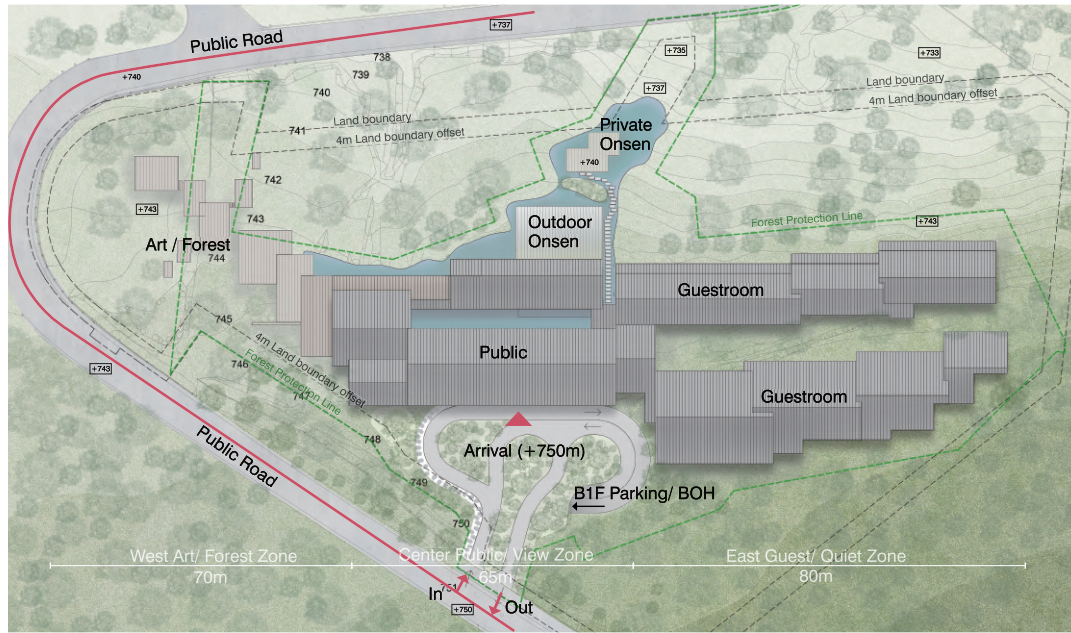 Public Road
+737
+740
738
739
740
741
+735
+737
+733
Land boundary
4m Land boundary offset
Land boundary
4m Land boundary offset
Private
Onsen
+740
742
+743
743
Art / Forest
744
Outdoor
Onsen
Forest Protection Line
+743
Guestroom
745
4m Land boundary offset
Forest Protection Line
746
747
Public
+743
Guestroom
748
Arrival (+750m)
749
B1F Parking/ BOH
Public Road
750
West Art/ Forest Zone
70m
Center Public/ View Zone
65m
East Guest/ Quiet Zone
80m
751
In
Out
+750